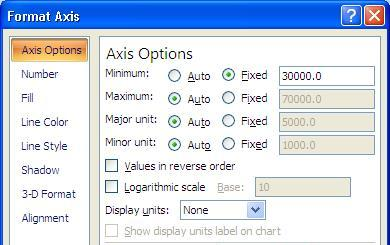 Format Axis
Axis Options
Number
Fill
Line Color
Line Style
Shadow
3-D Format
Alignment
Axis Options
Minimum: Auto Fixed 30000.0
Maximum: Auto Fixed 70000.0
Major unit: Auto Fixed 5000.0
Minor unit: Auto Fixed 1000.0
Values in reverse order
Logarithmic scale Base: 10
Display units: None
Show display units label on chart